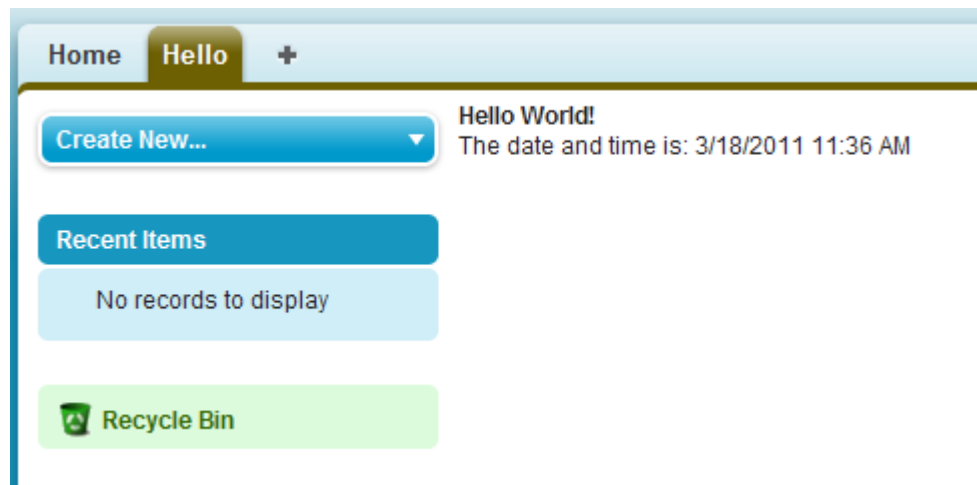 Home Hello +
Create New...
Hello World!
The date and time is: 3/18/2011 11:36 AM
Recent Items
No records to display
Recycle Bin